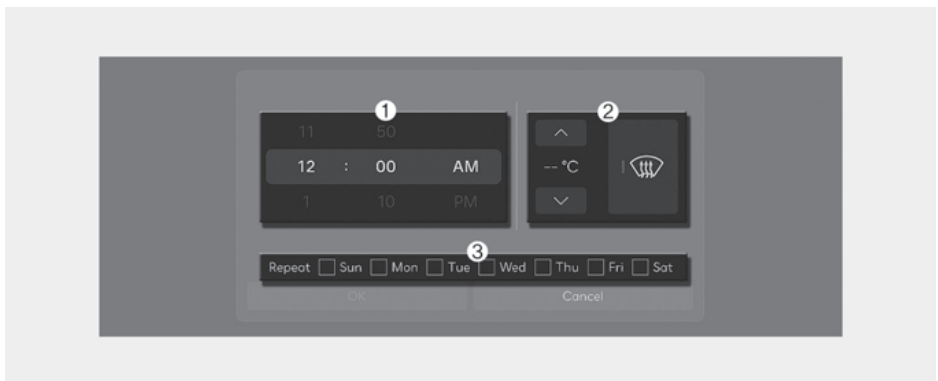 1 2
11 50
12 : 00 AM -- °C
1 10 PM
3
Repeat Sun Mon Tue Wed Thu Fri Sat
OK Cancel